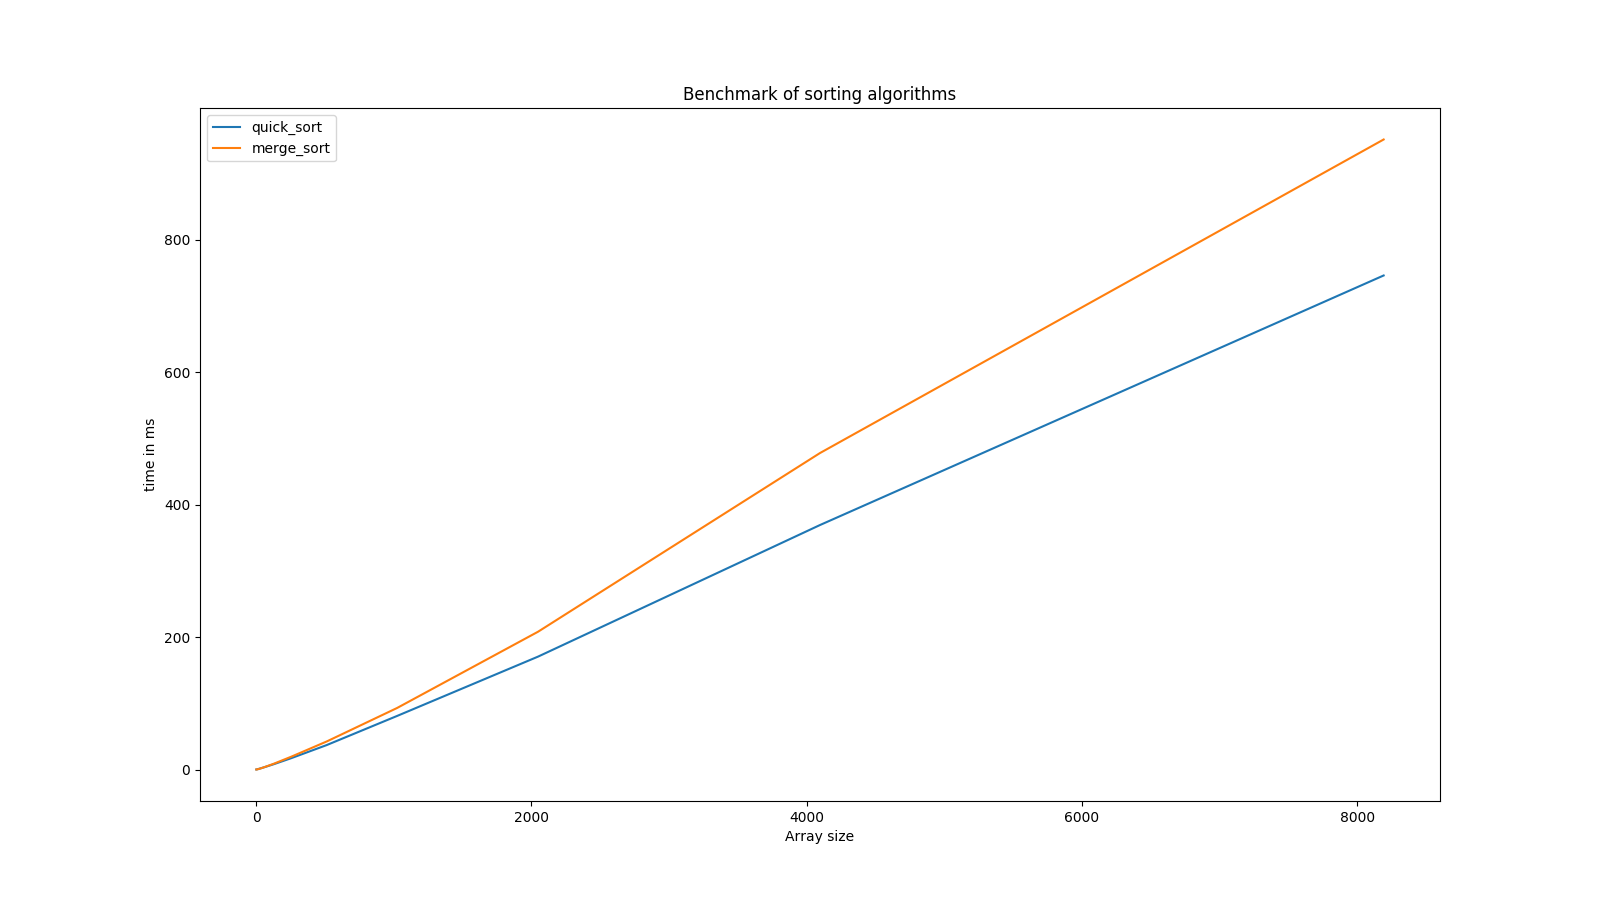 Benchmark of sorting algorithms
quick_sort
merge_sort
800
600
400
200
0
time in ms
0 2000 4000 6000 8000
Array size